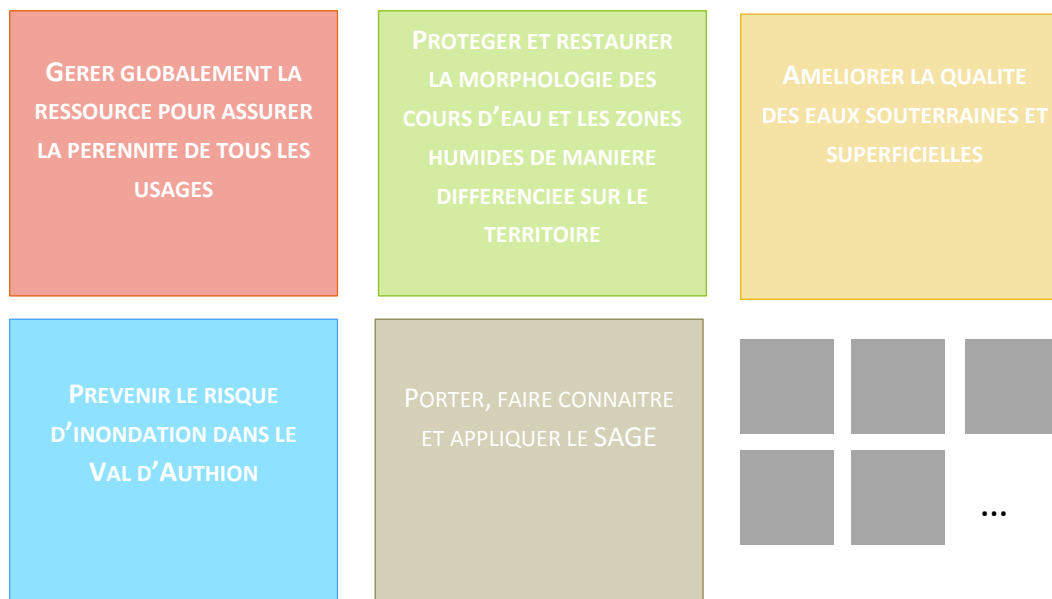 GERER GLOBALEMENT LA
RESSOURCE POUR ASSURER
LA PERENNITE DE TOUS LES
USAGES
PROTEGER ET RESTAURER
LA MORPHOLOGIE DES
COURS D'EAU ET LES ZONES
HUMIDES DE MANIERE
DIFFERENCIEE SUR LE
TERRITOIRE
AMELIORER LA QUALITE
DES EAUX SOUTERRAINES ET
SUPERFICIELLES
PREVENIR LE RISQUE
D'INONDATION DANS LE
VAL D'AUTHION
PORTER, FAIRE CONNAITRE
ET APPLIQUER LE SAGE
...